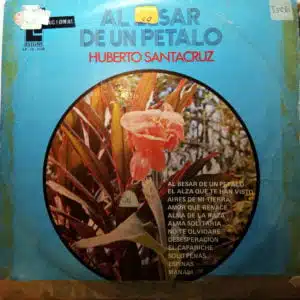 AL BESAR
DE UN PETALO
HUBERTO SANTACRUZ
AL BESAR DE UN PETALO
EL ALZA QUE TE HAN VISTO
AIRES DE MI TIERRA
AMOR QUE RENACE
ALMA DE LA RAZA
ALMA SOLITARIA
NO TE OLVIDARE
DESESPERACION
EL CAPARICHE
SOLO PENAS
ESPINAS